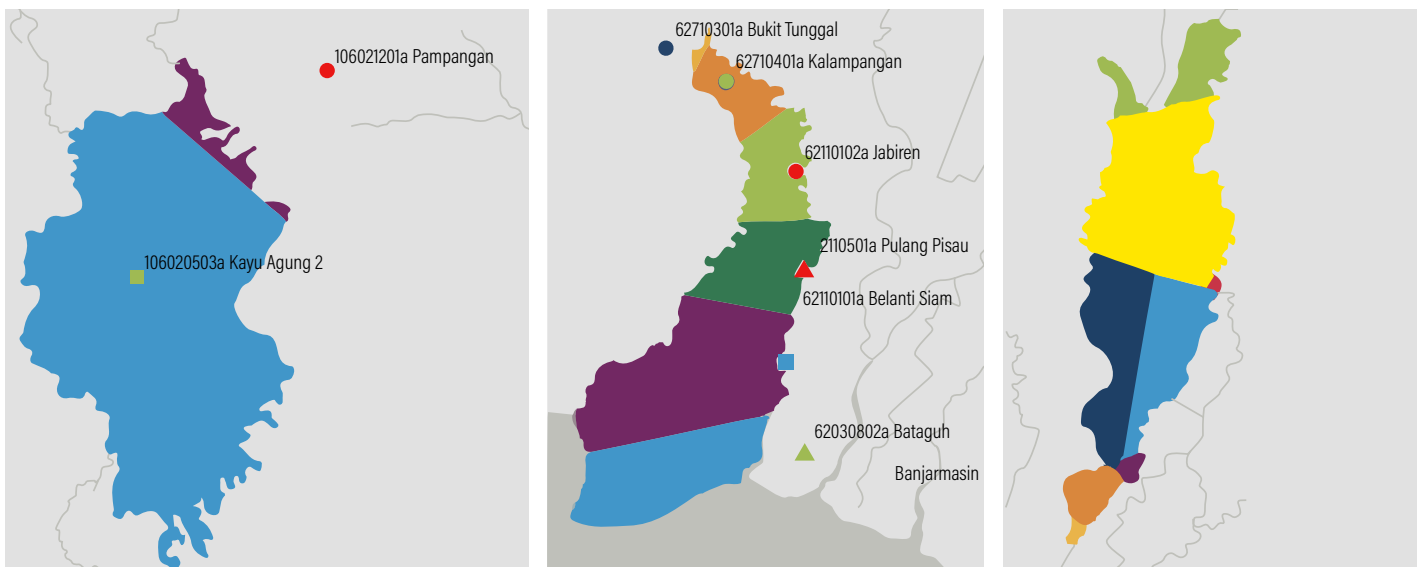 106021201a Pampangan
106020503a Kayu Agung 2
62710301a Bukit Tunggal
62710401a Kalampangan
62110102a Jabiren
2110501a Pulang Pisau
62110101a Belanti Siam
62030802a Bataguh
Banjarmasin